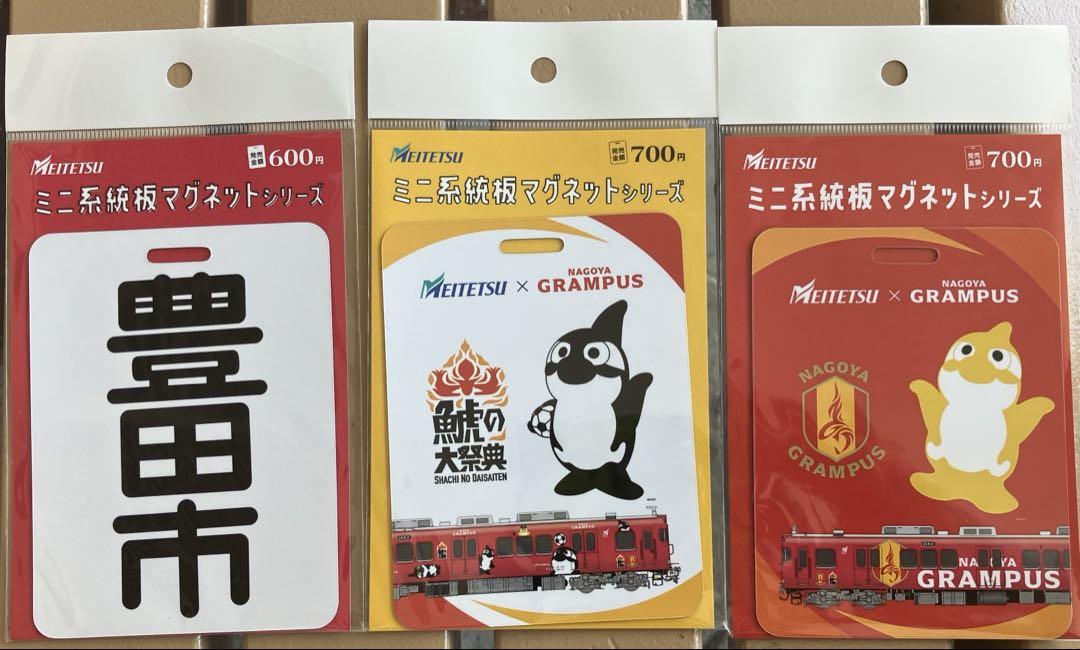 MEITETSU
発売金額 600円
ミニ系統板マグネットシリーズ
豊田市
MEITETSU
発売金額 700円
ミニ系統板マグネットシリーズ
MEITETSU × NAGOYA GRAMPUS
鯱の
大祭典
SHACHI NO DAISAITEN
GRAMPUS
MEITETSU
発売金額 700円
ミニ系統板マグネットシリーズ
MEITETSU × NAGOYA GRAMPUS
NAGOYA
GRAMPUS
NAGOYA
GRAMPUS